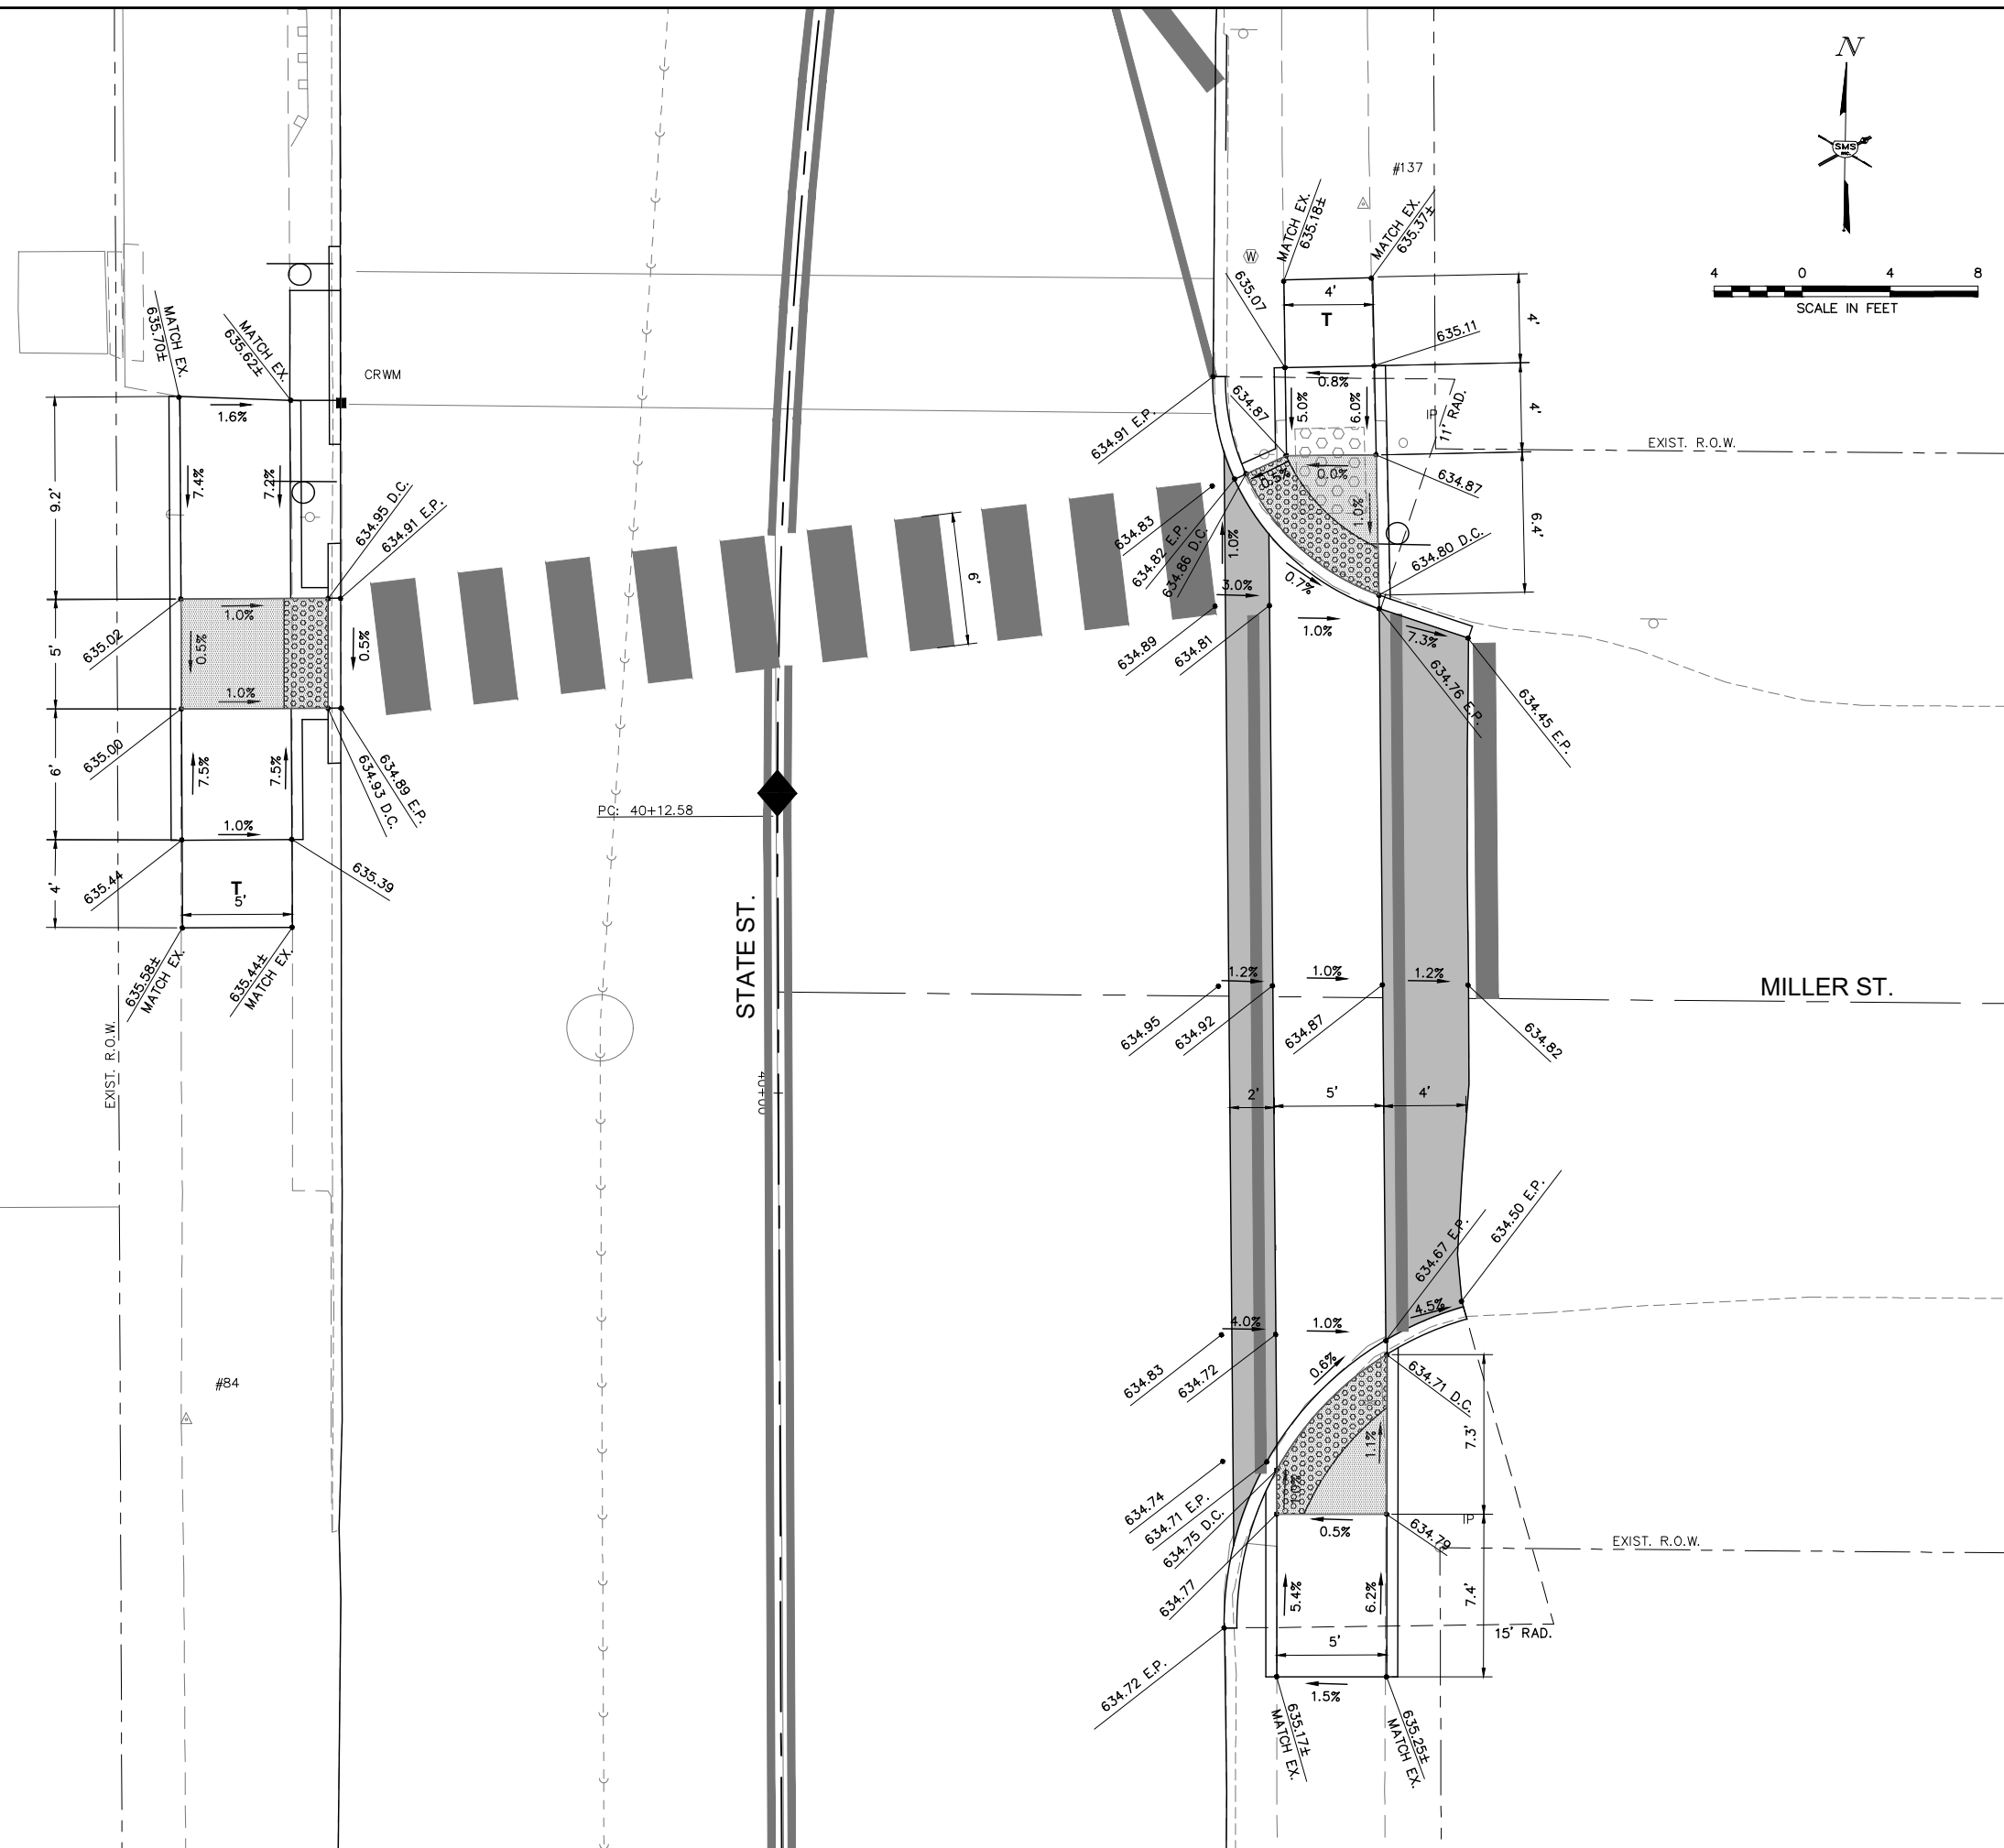 N
SMS
INC.
4 0 4 8
SCALE IN FEET
#137
MATCH EX.
635.18±
MATCH EX.
635.37±
W
635.07
4'
T
635.11
4'
0.8%
4'
11' RAD.
IP
5.0%
6.0%
634.87
634.91 E.P.
EXIST. R.O.W.
0.0%
0.5%
634.87
1.0%
6.4'
634.80 D.C.
634.83
634.82 E.P.
634.86 D.C.
1.0%
3.0%
0.7%
1.0%
7.3%
634.89
634.81
634.76 E.P.
634.45 E.P.
MATCH EX.
635.70±
MATCH EX.
635.62±
CRWM
1.6%
9.2'
7.4%
7.2%
634.95 D.C.
634.91 E.P.
6'
1.0%
635.02
5'
0.5%
0.5%
1.0%
635.00
6'
7.5%
7.5%
634.93 D.C.
634.89 E.P.
1.0%
635.44
635.39
4'
T
5'
635.58±
MATCH EX.
635.44±
MATCH EX.
EXIST. R.O.W.
PC: 40+12.58
STATE ST.
40+00
1.2%
1.0%
1.2%
MILLER ST.
634.95
634.92
634.87
634.82
2'
5'
4'
634.67 E.P.
634.50 E.P.
4.0%
1.0%
4.5%
634.83
634.72
0.6%
634.71 D.C.
7.3'
1.1%
1.0%
#84
634.74
634.71 E.P.
634.75 D.C.
634.77
0.5%
IP
634.79
EXIST. R.O.W.
5.4%
6.2%
7.4'
15' RAD.
5'
634.72 E.P.
1.5%
635.17±
MATCH EX.
635.25±
MATCH EX.